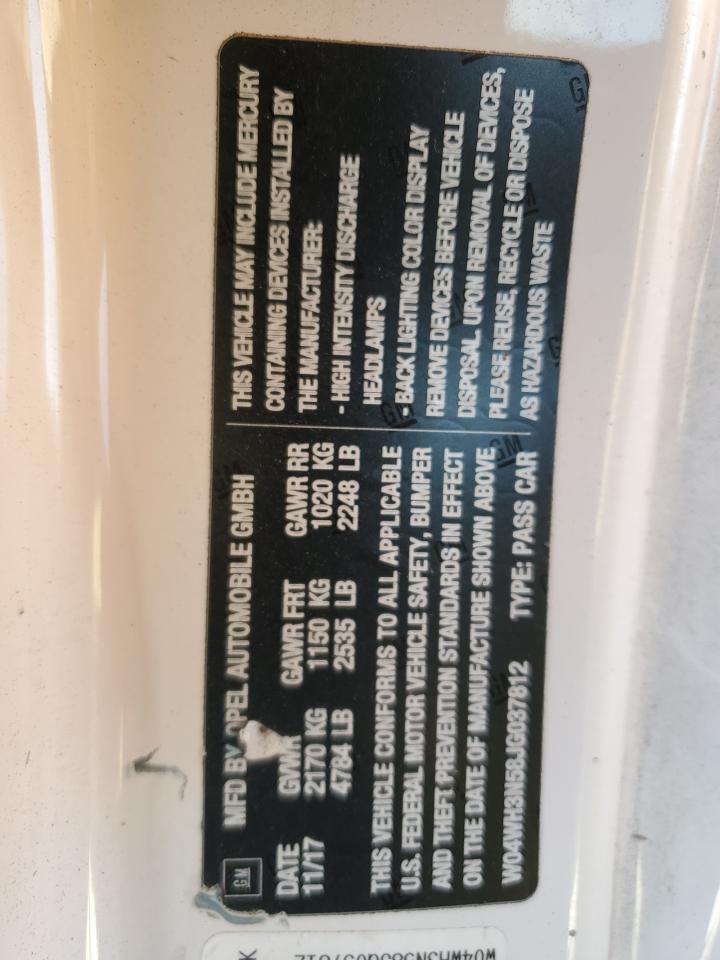 GM
MFD BY OPEL AUTOMOBILE GMBH
DATE GVWR GAWR FRT GAWR RR
11/17 2170 KG 1150 KG 1020 KG
4784 LB 2535 LB 2248 LB
THIS VEHICLE CONFORMS TO ALL APPLICABLE
U.S. FEDERAL MOTOR VEHICLE SAFETY, BUMPER
AND THEFT PREVENTION STANDARDS IN EFFECT
ON THE DATE OF MANUFACTURE SHOWN ABOVE
W04WH3N58JG037812 TYPE: PASS CAR
THIS VEHICLE MAY INCLUDE MERCURY
CONTAINING DEVICES INSTALLED BY
THE MANUFACTURER:
- HIGH INTENSITY DISCHARGE
HEADLAMPS
- BACK LIGHTING COLOR DISPLAY
REMOVE DEVICES BEFORE VEHICLE
DISPOSAL UPON REMOVAL OF DEVICES,
PLEASE REUSE, RECYCLE OR DISPOSE
AS HAZARDOUS WASTE